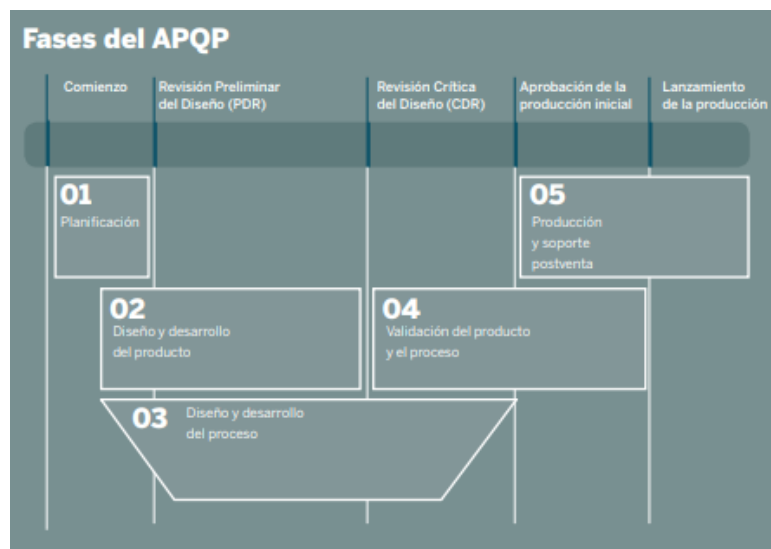 Fases del APQP
Comienzo
Revisión Preliminar
del Diseño (PDR)
Revisión Crítica
del Diseño (CDR)
Aprobación de la
producción inicial
Lanzamiento
de la producción
01
Planificación
05
Producción
y soporte
postventa
02
Diseño y desarrollo
del producto
04
Validación del producto
y el proceso
03
Diseño y desarrollo
del proceso